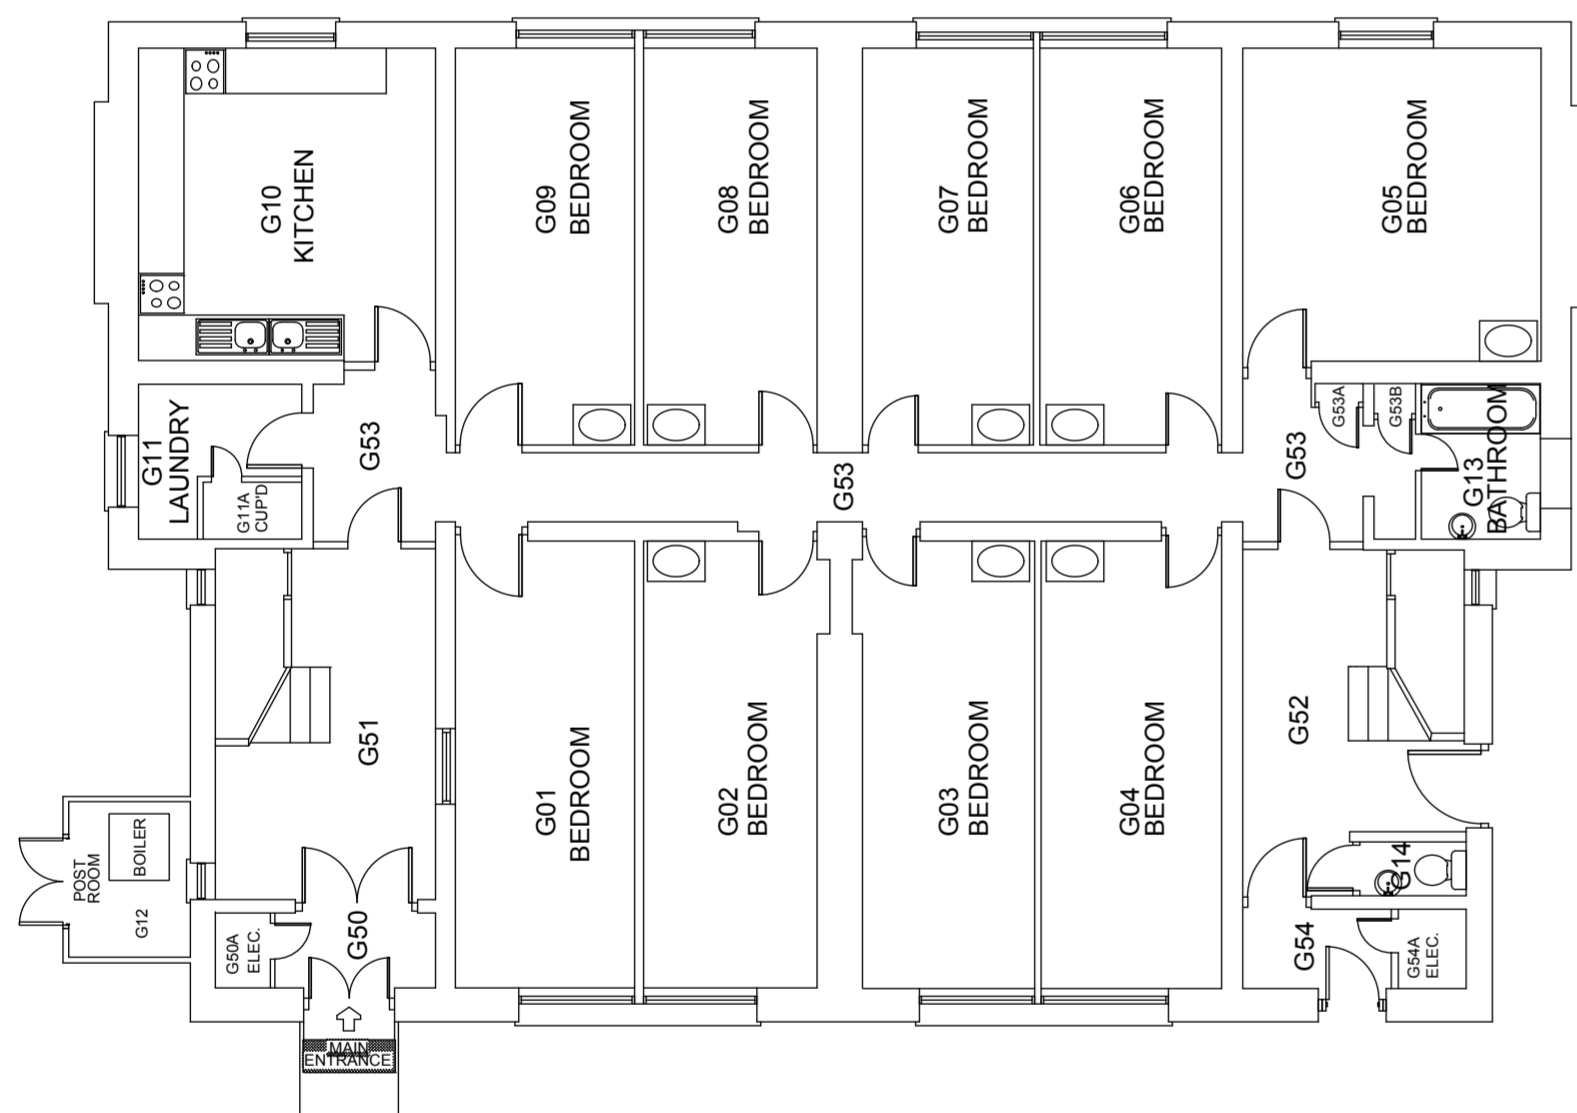 G10
KITCHEN
G09
BEDROOM
G08
BEDROOM
G07
BEDROOM
G06
BEDROOM
G05
BEDROOM
G11
LAUNDRY
G11A
CUP'D
G53
G53
G53
G53A
G53B
G13
BATHROOM
G51
G01
BEDROOM
G02
BEDROOM
G03
BEDROOM
G04
BEDROOM
G52
POST
ROOM
BOILER
G12
G50A
ELEC.
G50
G14
G54
G54A
ELEC.
MAIN
ENTRANCE